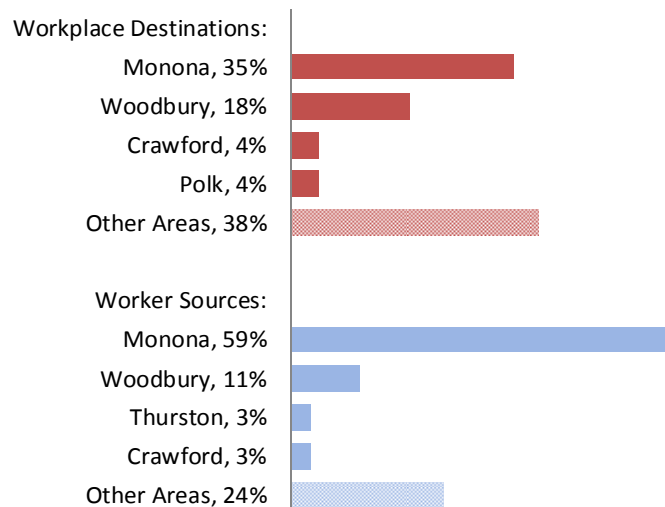 Workplace Destinations:
Monona, 35%
Woodbury, 18%
Crawford, 4%
Polk, 4%
Other Areas, 38%
Worker Sources:
Monona, 59%
Woodbury, 11%
Thurston, 3%
Crawford, 3%
Other Areas, 24%